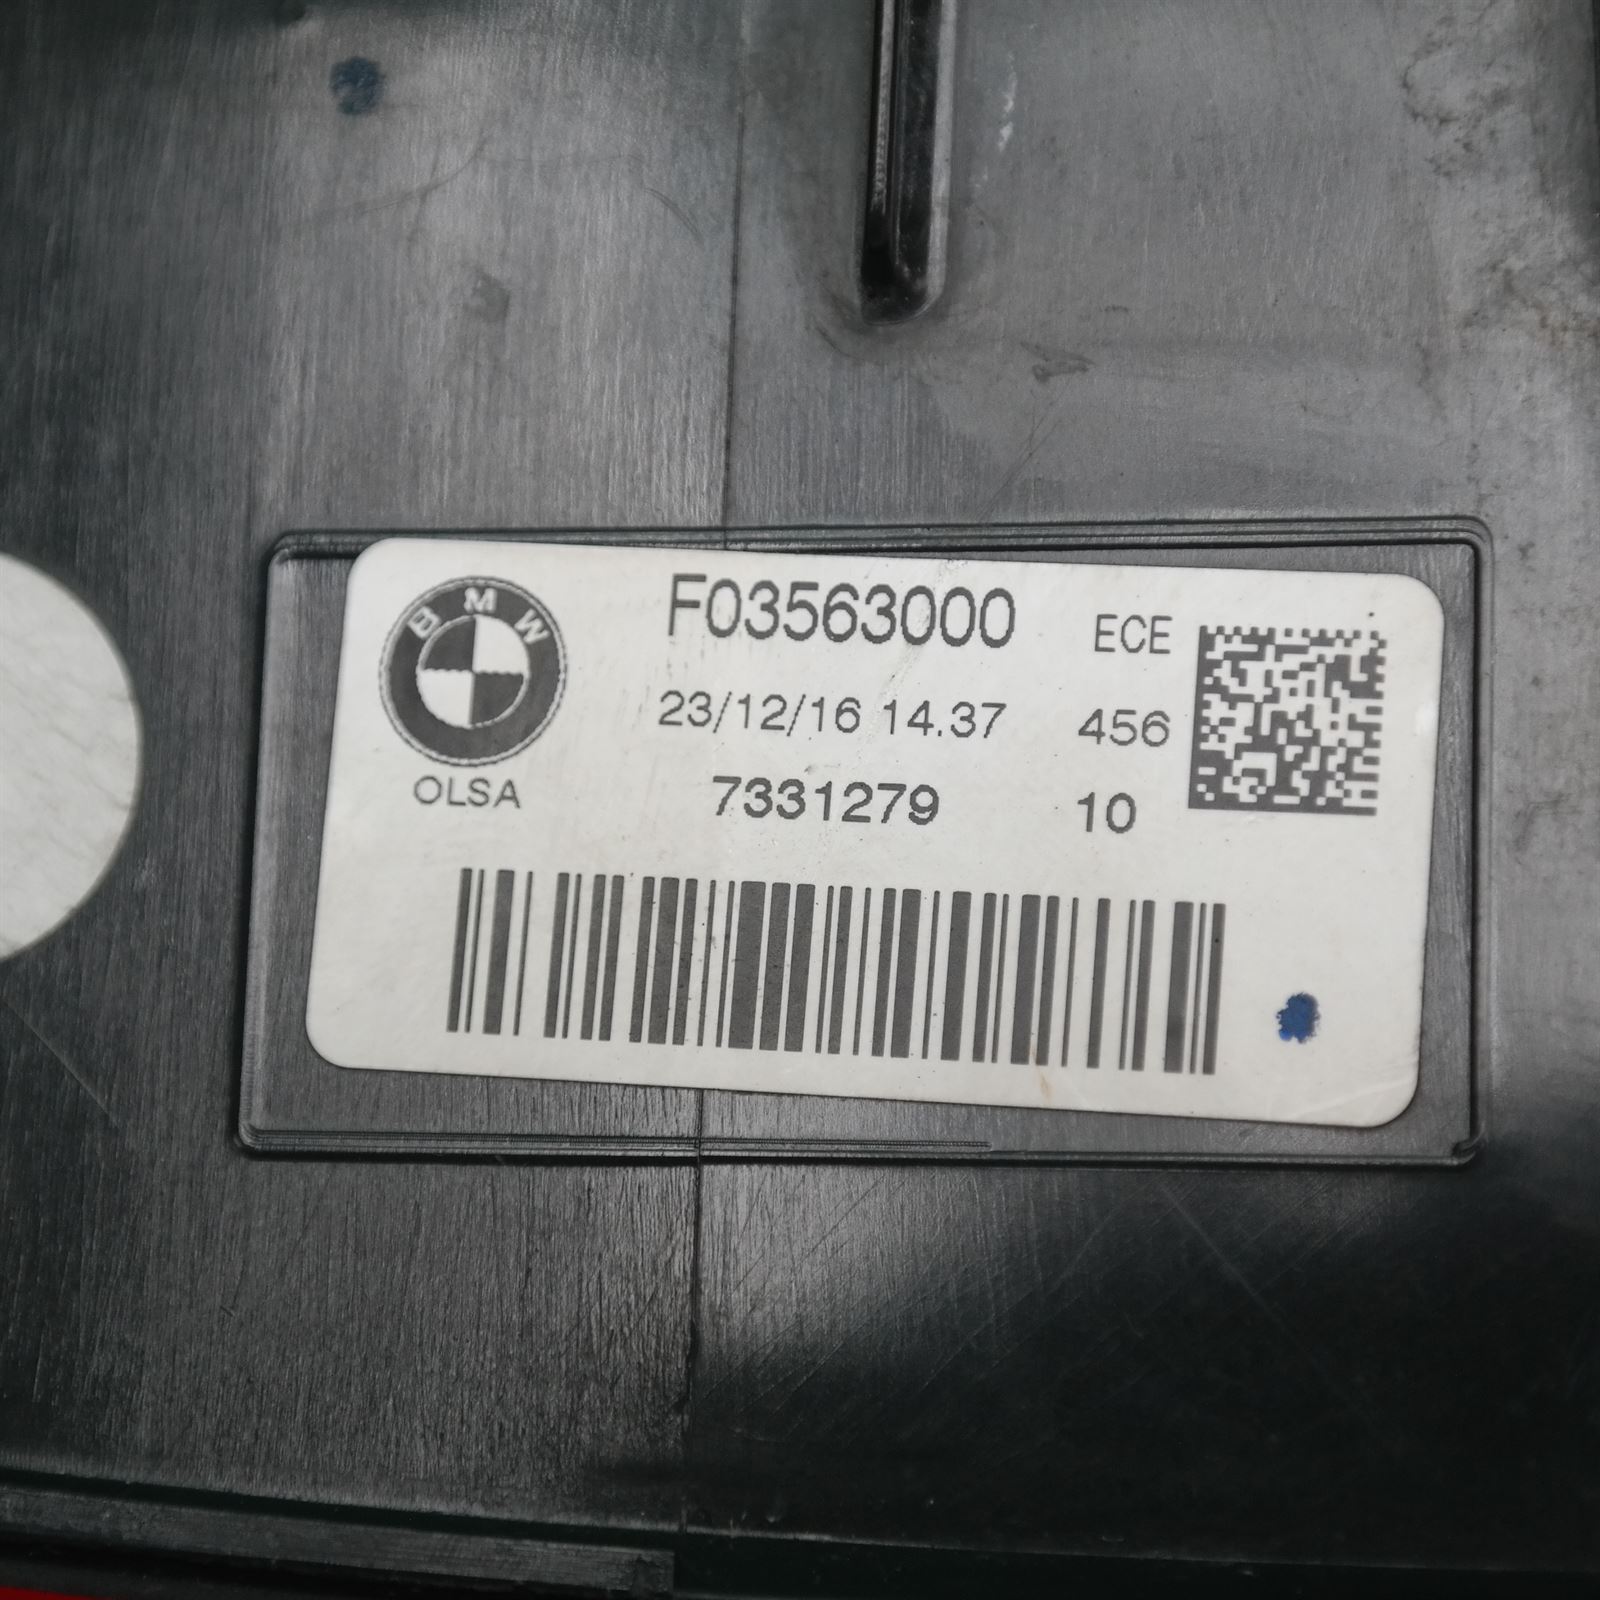 BMW
OLSA
F03563000 ECE
23/12/16 14.37 456
7331279 10